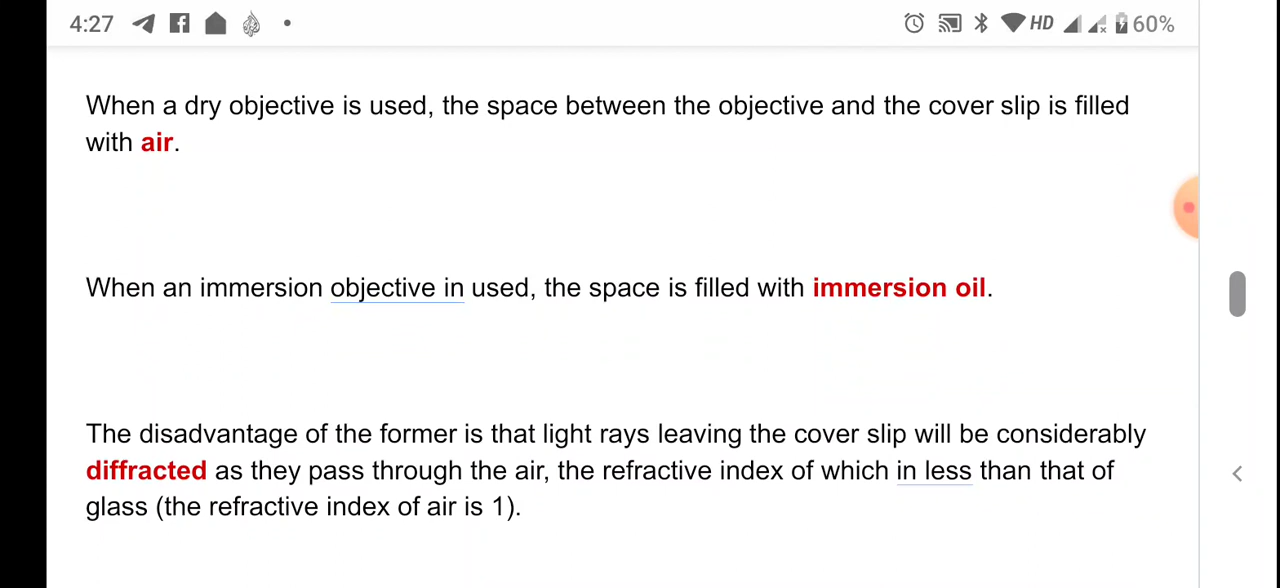 4:27 HD 60%
When a dry objective is used, the space between the objective and the cover slip is filled
with air.
When an immersion objective in used, the space is filled with immersion oil.
The disadvantage of the former is that light rays leaving the cover slip will be considerably
diffracted as they pass through the air, the refractive index of which in less than that of
glass (the refractive index of air is 1).